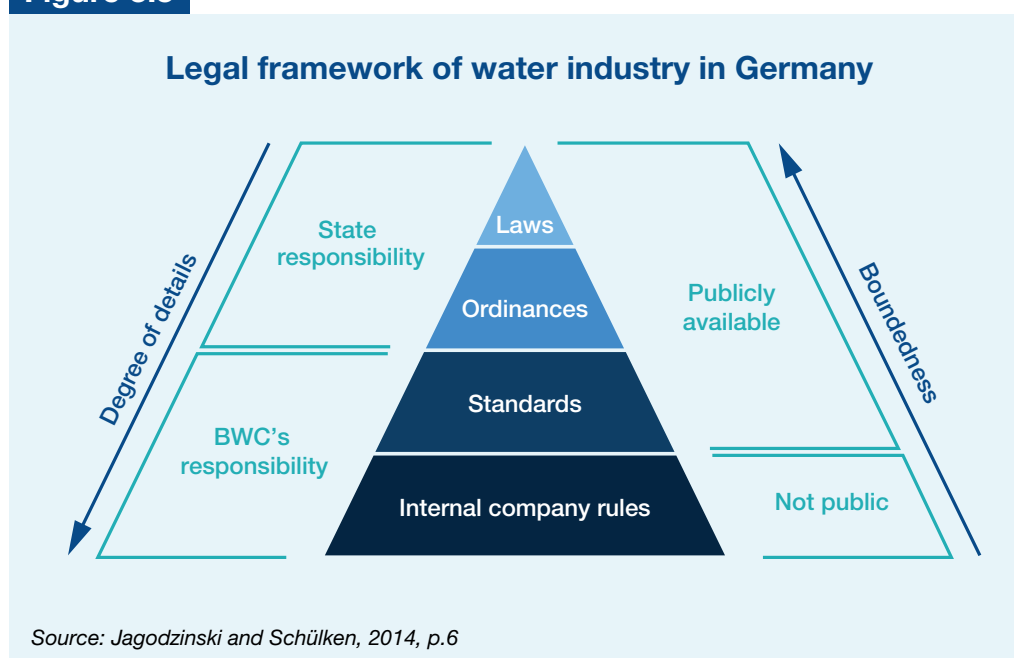 Legal framework of water industry in Germany
State
responsibility
Laws
Ordinances
Publicly
available
Degree of details
Boundedness
Standards
BWC's
responsibility
Internal company rules
Not public
Source: Jagodzinski and Schülken, 2014, p.6